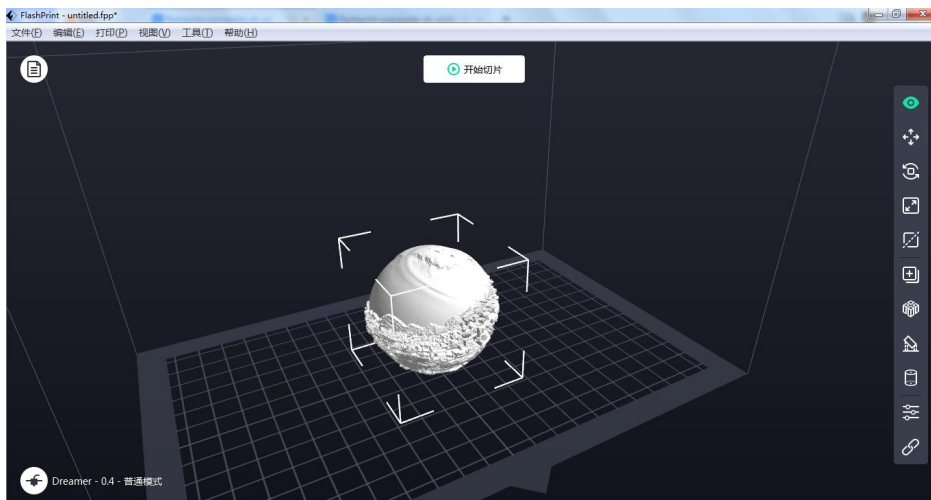 FlashPrint - untitled.fpp*
文件(F) 编辑(E) 打印(P) 视图(V) 工具(T) 帮助(H)
开始切片
Dreamer - 0.4 - 普通模式